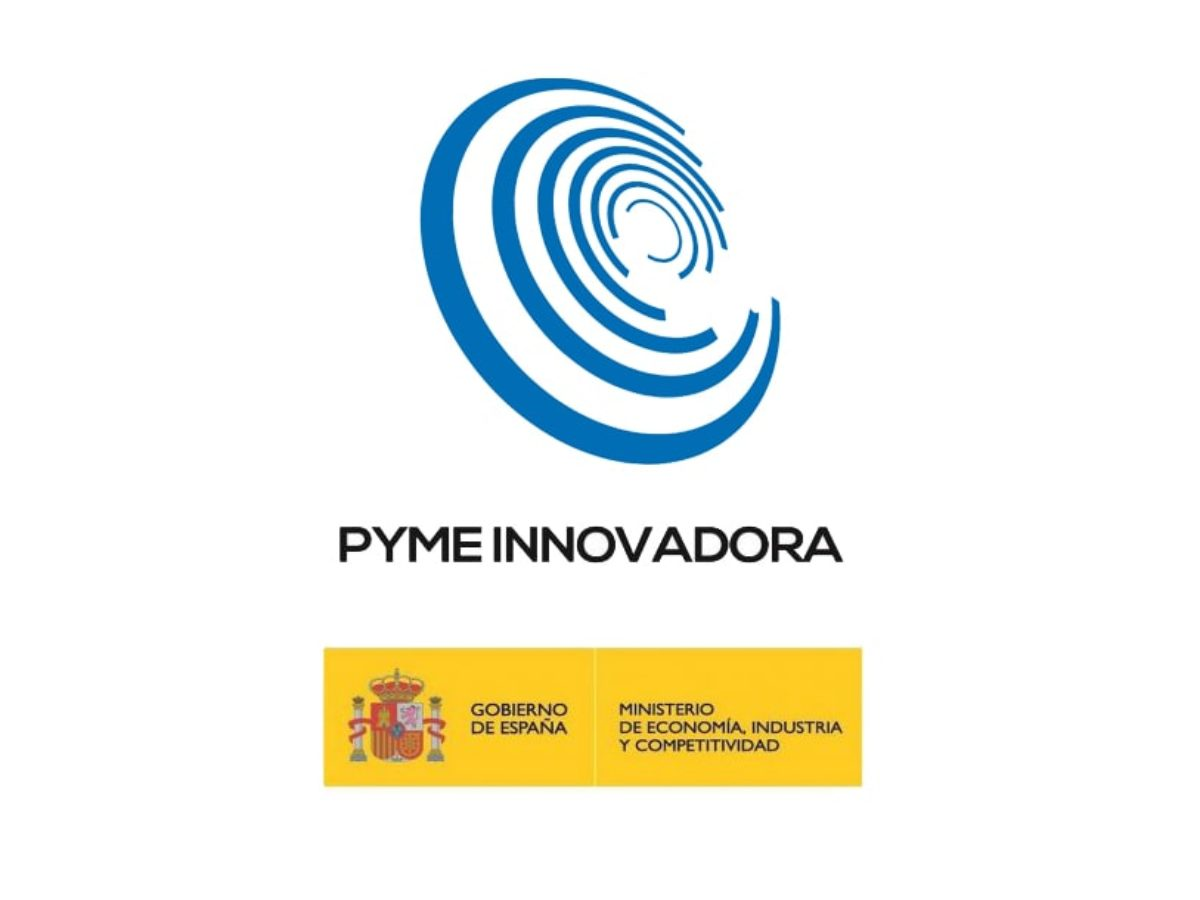 PYME INNOVADORA
GOBIERNO
DE ESPAÑA
MINISTERIO
DE ECONOMÍA, INDUSTRIA
Y COMPETITIVIDAD